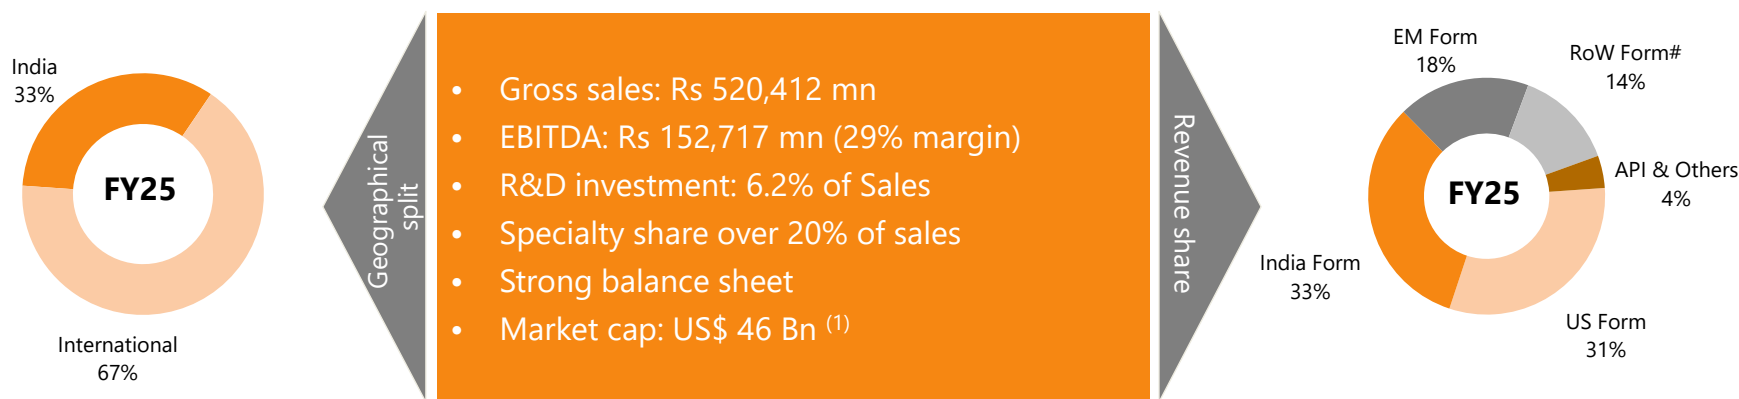 India
33%
FY25
International
67%
Geographical
split
• Gross sales: Rs 520,412 mn
• EBITDA: Rs 152,717 mn (29% margin)
• R&D investment: 6.2% of Sales
• Specialty share over 20% of sales
• Strong balance sheet
• Market cap: US$ 46 Bn (1)
Revenue share
EM Form
18%
RoW Form#
14%
API & Others
4%
FY25
India Form
33%
US Form
31%